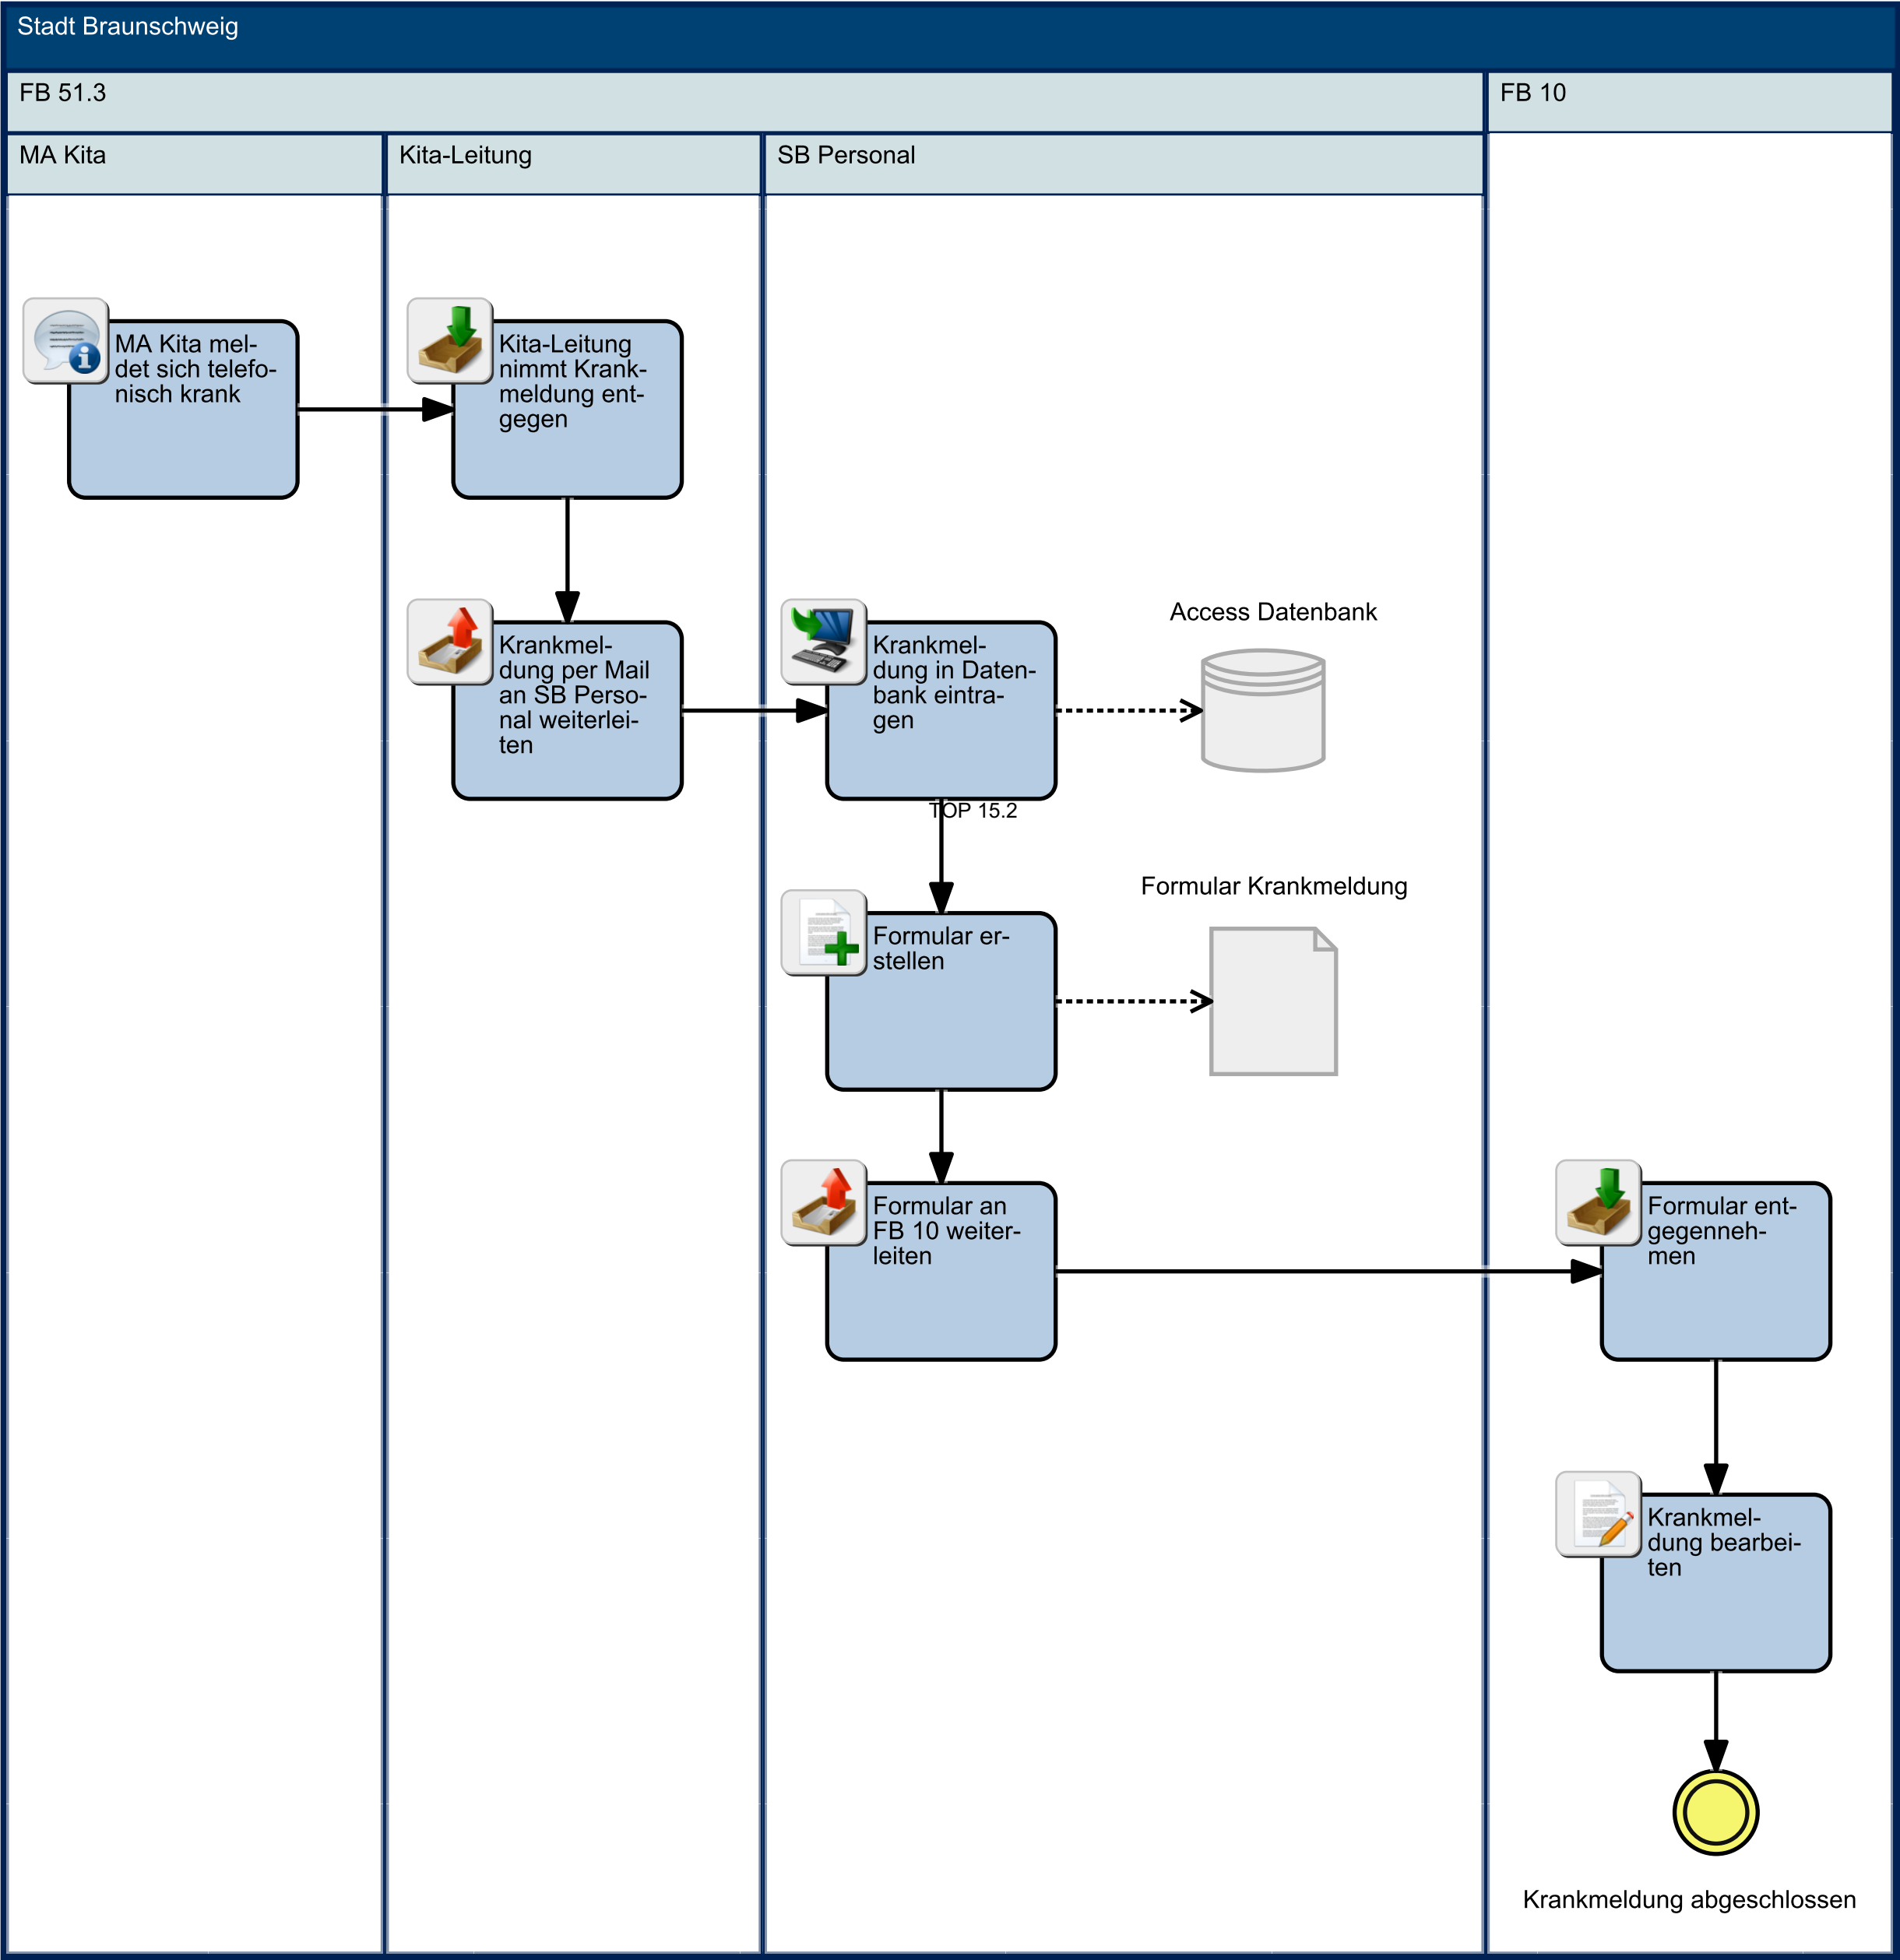 Stadt Braunschweig
FB 51.3
FB 10
MA Kita
Kita-Leitung
SB Personal
MA Kita mel-
det sich telefo-
nisch krank
Kita-Leitung
nimmt Krank-
meldung ent-
gegen
Krankmel-
dung per Mail
an SB Perso-
nal weiterlei-
ten
Krankmel-
dung in Daten-
bank eintra-
gen
Access Datenbank
TOP 15.2
Formular er-
stellen
Formular Krankmeldung
Formular an
FB 10 weiter-
leiten
Formular ent-
gegenneh-
men
Krankmel-
dung bearbei-
ten
Krankmeldung abgeschlossen